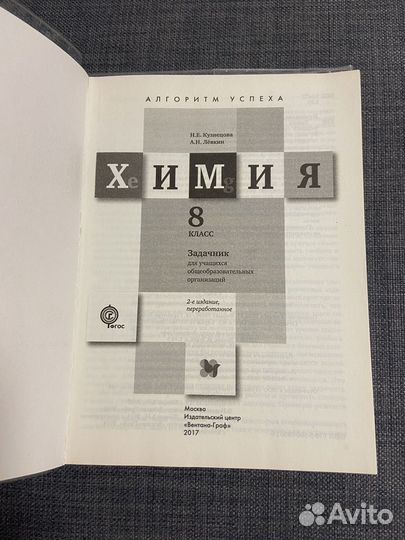 АЛГОРИТМ УСПЕХА
Н.Е. Кузнецова
А.Н. Лёвкин
ХеИМgИЯ
8
КЛАСС
Задачник
для учащихся
общеобразовательных
организаций
2-е издание,
переработанное
ФГОС
Москва
Издательский центр
«Вентана-Граф»
2017
Avito